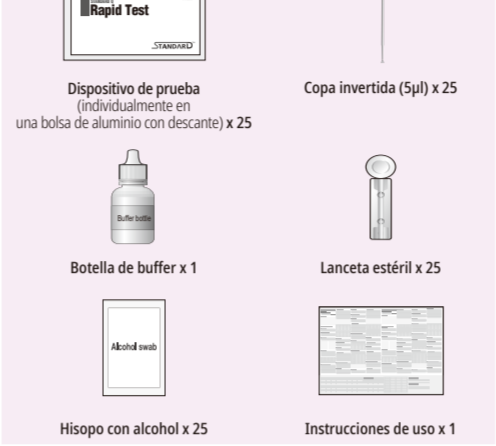 Rapid Test
STANDARD
Dispositivo de prueba
(individualmente en
una bolsa de aluminio con descante) x 25
Copa invertida (5µl) x 25
Buffer bottle
Botella de buffer x 1
Lanceta estéril x 25
Alcohol swab
Hisopo con alcohol x 25
Instrucciones de uso x 1